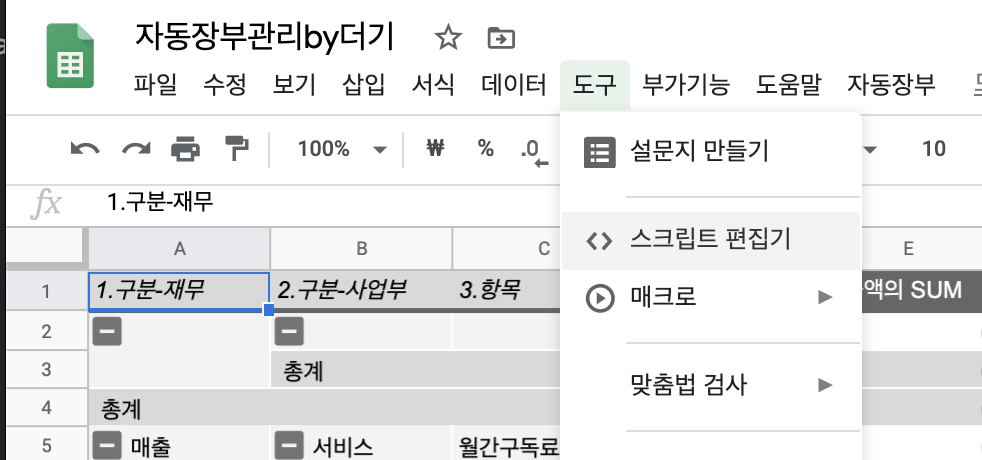 자동장부관리by더기
파일 수정 보기 삽입 서식 데이터 도구 부가기능 도움말 자동장부
100% ₩ % .0 10
설문지 만들기
fx 1.구분-재무
스크립트 편집기
A B C E
1 1.구분-재무 2.구분-사업부 3.항목 액의 SUM
매크로
2
3 총계
맞춤법 검사
4 총계
5 매출 서비스 월간구독료